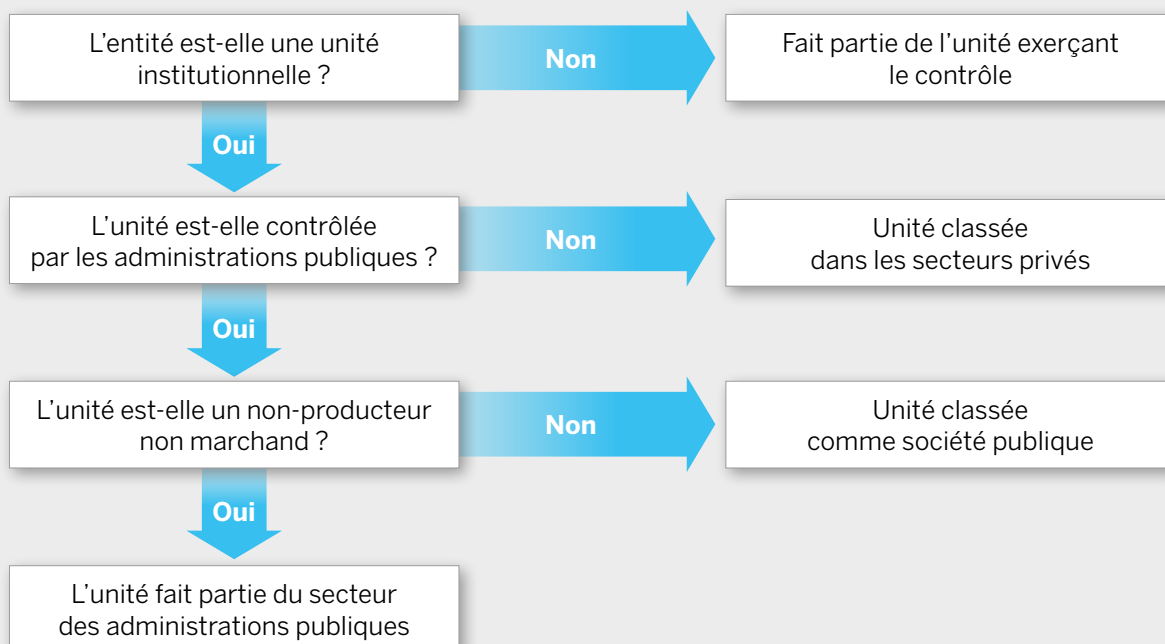 L'entité est-elle une unité
institutionnelle ?
Non
Fait partie de l'unité exerçant
le contrôle
Oui
L'unité est-elle contrôlée
par les administrations publiques ?
Non
Unité classée
dans les secteurs privés
Oui
L'unité est-elle un non-producteur
non marchand ?
Non
Unité classée
comme société publique
Oui
L'unité fait partie du secteur
des administrations publiques